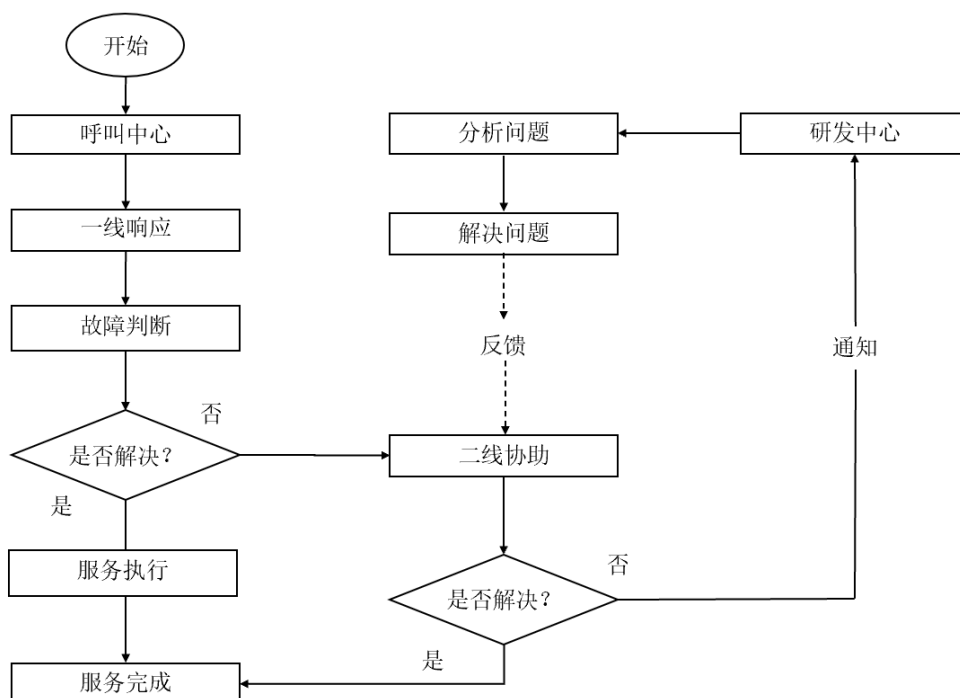 开始
呼叫中心
一线响应
故障判断
是否解决？
否
是
服务执行
服务完成
分析问题
解决问题
反馈
二线协助
是否解决？
否
是
研发中心
通知